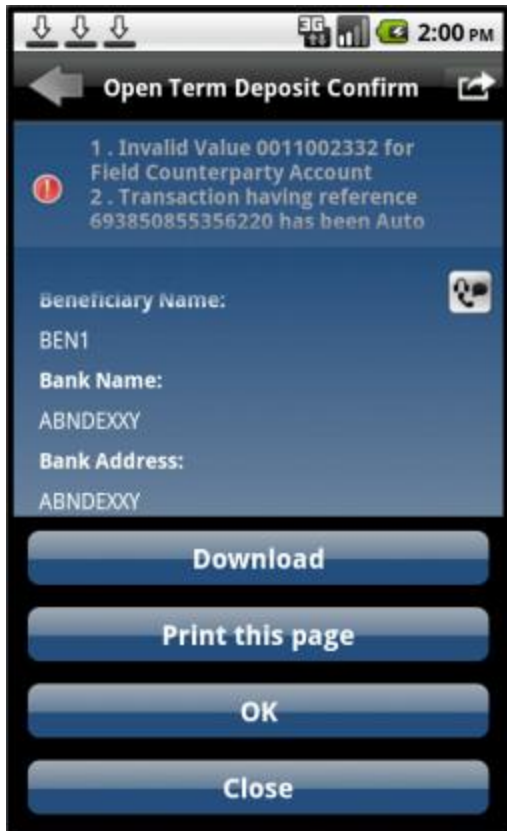 3G
2:00 PM
Open Term Deposit Confirm
1 . Invalid Value 0011002332 for
Field Counterparty Account
2 . Transaction having reference
693850855356220 has been Auto
Beneficiary Name:
BEN1
Bank Name:
ABNDEXXY
Bank Address:
ABNDEXXY
Download
Print this page
OK
Close